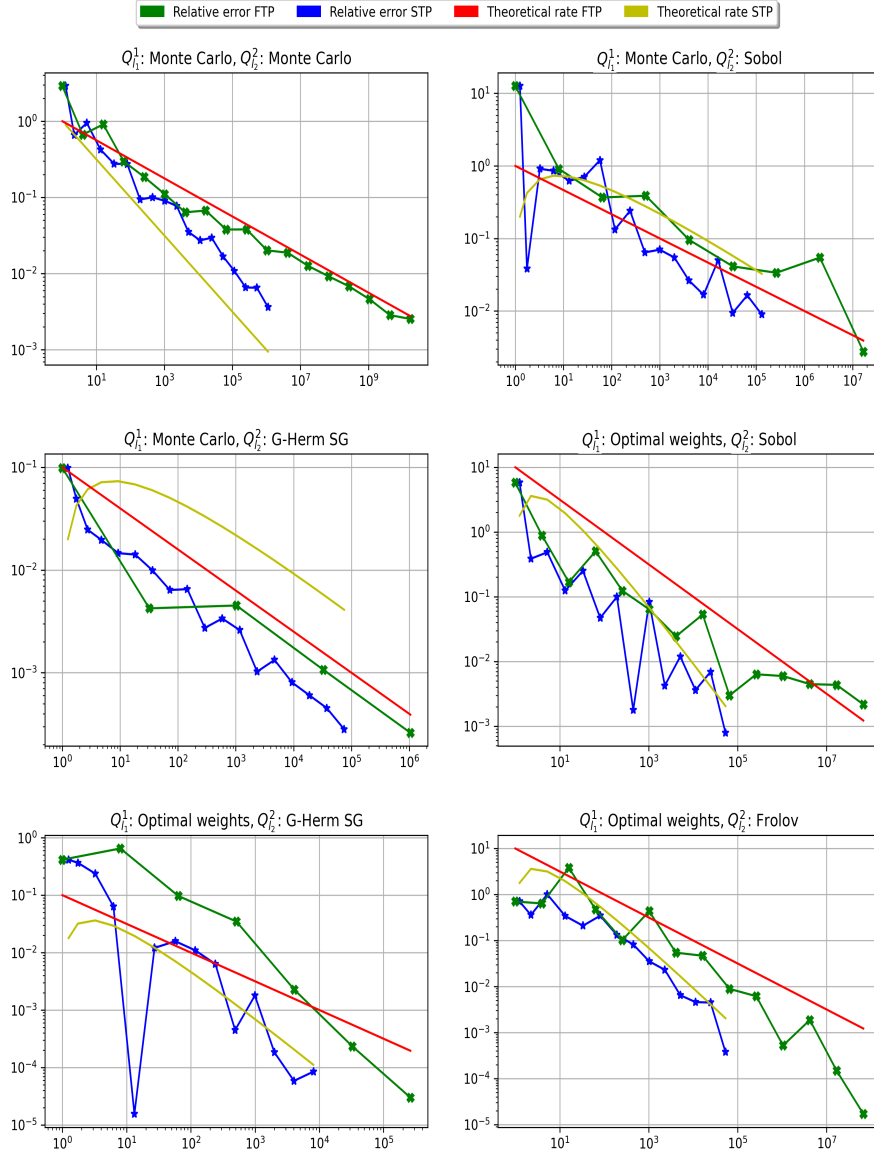 Relative error FTP Relative error STP Theoretical rate FTP Theoretical rate STP
Q^1_{l_1}: Monte Carlo, Q^2_{l_2}: Monte Carlo
10^0
10^{-1}
10^{-2}
10^{-3}
10^1 10^3 10^5 10^7 10^9
Q^1_{l_1}: Monte Carlo, Q^2_{l_2}: Sobol
10^1
10^0
10^{-1}
10^{-2}
10^0 10^1 10^2 10^3 10^4 10^5 10^6 10^7
Q^1_{l_1}: Monte Carlo, Q^2_{l_2}: G-Herm SG
10^{-1}
10^{-2}
10^{-3}
10^0 10^1 10^2 10^3 10^4 10^5 10^6
Q^1_{l_1}: Optimal weights, Q^2_{l_2}: Sobol
10^1
10^0
10^{-1}
10^{-2}
10^{-3}
10^1 10^3 10^5 10^7
Q^1_{l_1}: Optimal weights, Q^2_{l_2}: G-Herm SG
10^0
10^{-1}
10^{-2}
10^{-3}
10^{-4}
10^{-5}
10^0 10^1 10^2 10^3 10^4 10^5
Q^1_{l_1}: Optimal weights, Q^2_{l_2}: Frolov
10^1
10^0
10^{-1}
10^{-2}
10^{-3}
10^{-4}
10^{-5}
10^1 10^3 10^5 10^7